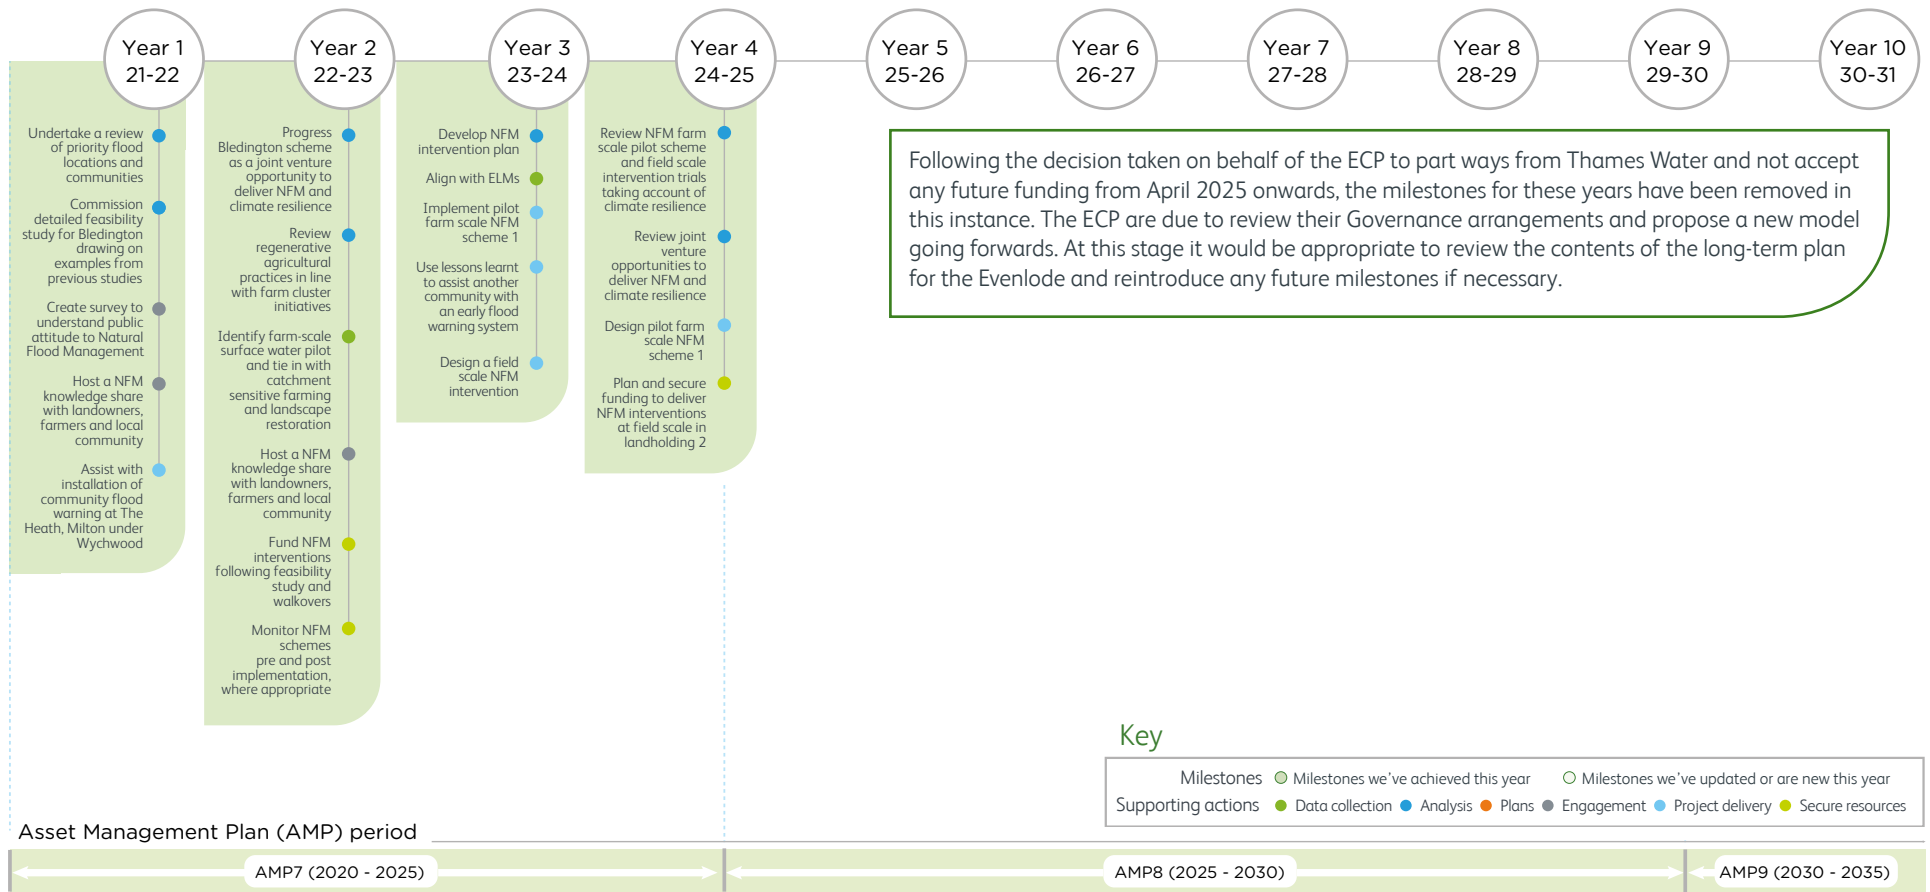 Year 1
21-22
Year 2
22-23
Year 3
23-24
Year 4
24-25
Year 5
25-26
Year 6
26-27
Year 7
27-28
Year 8
28-29
Year 9
29-30
Year 10
30-31
Undertake a review
of priority flood
locations and
communities
Commission
detailed feasibility
study for Bledington
drawing on
examples from
previous studies
Create survey to
understand public
attitude to Natural
Flood Management
Host a NFM
knowledge share
with landowners,
farmers and local
community
Assist with
installation of
community flood
warning at The
Heath, Milton under
Wychwood
Progress
Bledington scheme
as a joint venture
opportunity to
deliver NFM and
climate resilience
Review
regenerative
agricultural
practices in line
with farm cluster
initiatives
Identify farm-scale
surface water pilot
and tie in with
catchment
sensitive farming
and landscape
restoration
Host a NFM
knowledge share
with landowners,
farmers and local
community
Fund NFM
interventions
following feasibility
study and
walkovers
Monitor NFM
schemes
pre and post
implementation,
where appropriate
Develop NFM
intervention plan
Align with ELMs
Implement pilot
farm scale NFM
scheme 1
Use lessons learnt
to assist another
community with
an early flood
warning system
Design a field
scale NFM
intervention
Review NFM farm
scale pilot scheme
and field scale
intervention trials
taking account of
climate resilience
Review joint
venture
opportunities to
deliver NFM and
climate resilience
Design pilot farm
scale NFM
scheme 1
Plan and secure
funding to deliver
NFM interventions
at field scale in
landholding 2
Following the decision taken on behalf of the ECP to part ways from Thames Water and not accept
any future funding from April 2025 onwards, the milestones for these years have been removed in
this instance. The ECP are due to review their Governance arrangements and propose a new model
going forwards. At this stage it would be appropriate to review the contents of the long-term plan
for the Evenlode and reintroduce any future milestones if necessary.
Key
Milestones Milestones we've achieved this year Milestones we've updated or are new this year
Supporting actions Data collection Analysis Plans Engagement Project delivery Secure resources
Asset Management Plan (AMP) period
AMP7 (2020 - 2025)
AMP8 (2025 - 2030)
AMP9 (2030 - 2035)